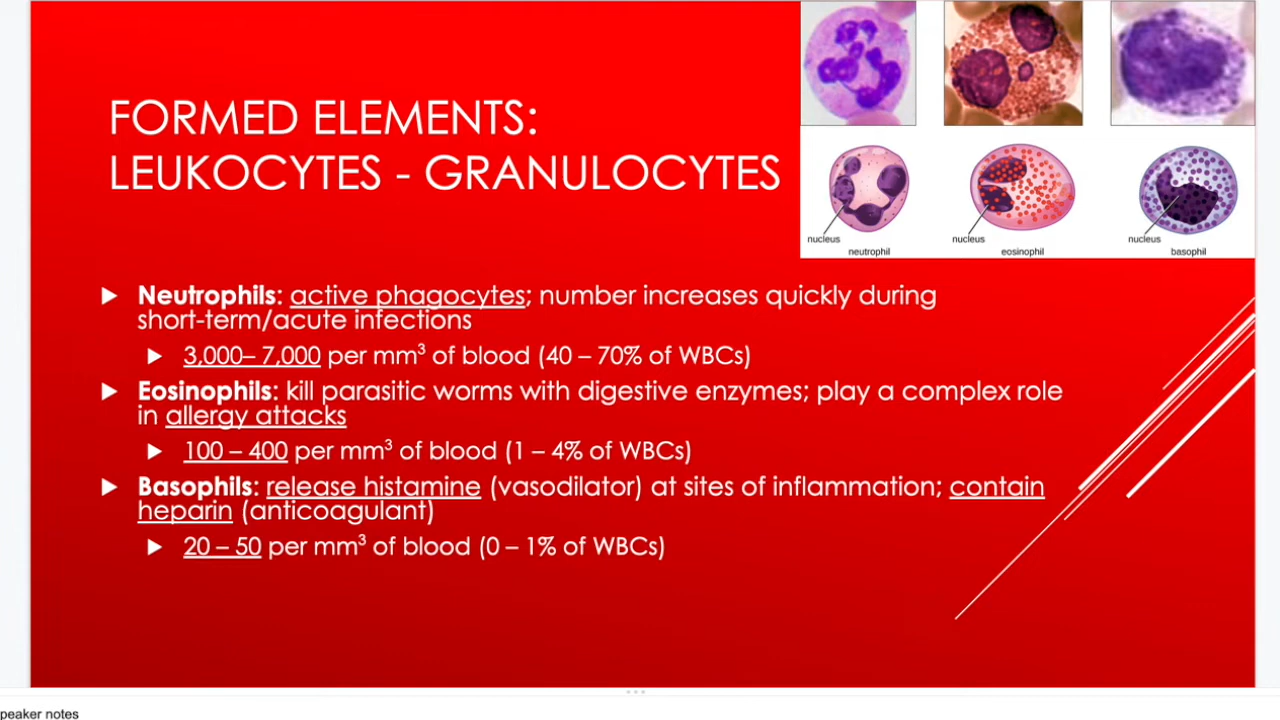 FORMED ELEMENTS:
LEUKOCYTES - GRANULOCYTES
nucleus
neutrophil
nucleus
eosinophil
nucleus
basophil
▶ Neutrophils: active phagocytes; number increases quickly during
short-term/acute infections
▶ 3,000– 7,000 per mm³ of blood (40 – 70% of WBCs)
▶ Eosinophils: kill parasitic worms with digestive enzymes; play a complex role
in allergy attacks
▶ 100 – 400 per mm³ of blood (1 – 4% of WBCs)
▶ Basophils: release histamine (vasodilator) at sites of inflammation; contain
heparin (anticoagulant)
▶ 20 – 50 per mm³ of blood (0 – 1% of WBCs)
peaker notes